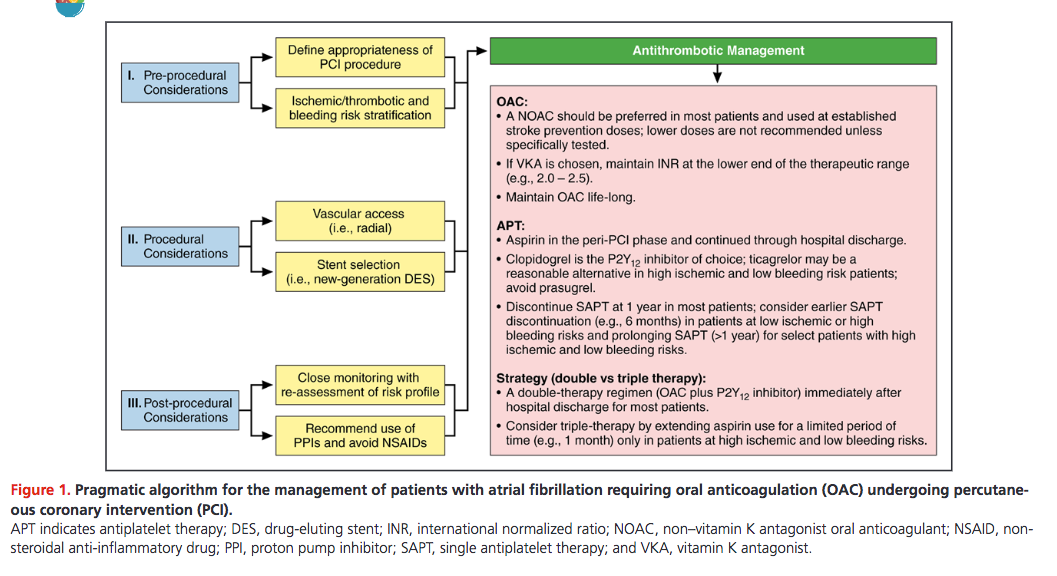 I. Pre-procedural
Considerations
Define appropriateness of
PCI procedure
Ischemic/thrombotic and
bleeding risk stratification
II. Procedural
Considerations
Vascular access
(i.e., radial)
Stent selection
(i.e., new-generation DES)
III. Post-procedural
Considerations
Close monitoring with
re-assessment of risk profile
Recommend use of
PPIs and avoid NSAIDs
Antithrombotic Management
OAC:
• A NOAC should be preferred in most patients and used at established
stroke prevention doses; lower doses are not recommended unless
specifically tested.
• If VKA is chosen, maintain INR at the lower end of the therapeutic range
(e.g., 2.0 – 2.5).
• Maintain OAC life-long.
APT:
• Aspirin in the peri-PCI phase and continued through hospital discharge.
• Clopidogrel is the P2Y12 inhibitor of choice; ticagrelor may be a
reasonable alternative in high ischemic and low bleeding risk patients;
avoid prasugrel.
• Discontinue SAPT at 1 year in most patients; consider earlier SAPT
discontinuation (e.g., 6 months) in patients at low ischemic or high
bleeding risks and prolonging SAPT (>1 year) for select patients with high
ischemic and low bleeding risks.
Strategy (double vs triple therapy):
• A double-therapy regimen (OAC plus P2Y12 inhibitor) immediately after
hospital discharge for most patients.
• Consider triple-therapy by extending aspirin use for a limited period of
time (e.g., 1 month) only in patients at high ischemic and low bleeding risks.
Figure 1. Pragmatic algorithm for the management of patients with atrial fibrillation requiring oral anticoagulation (OAC) undergoing percutane-
ous coronary intervention (PCI).
APT indicates antiplatelet therapy; DES, drug-eluting stent; INR, international normalized ratio; NOAC, non–vitamin K antagonist oral anticoagulant; NSAID, non-
steroidal anti-inflammatory drug; PPI, proton pump inhibitor; SAPT, single antiplatelet therapy; and VKA, vitamin K antagonist.